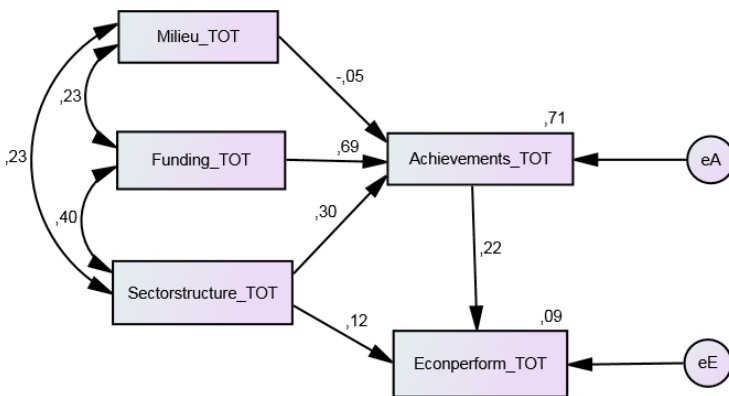 Milieu_TOT
-,05
,23
,71
,23
Funding_TOT
,69
Achievements_TOT
eA
,40
,30
,22
Sectorstructure_TOT
,12
,09
Econperform_TOT
eE